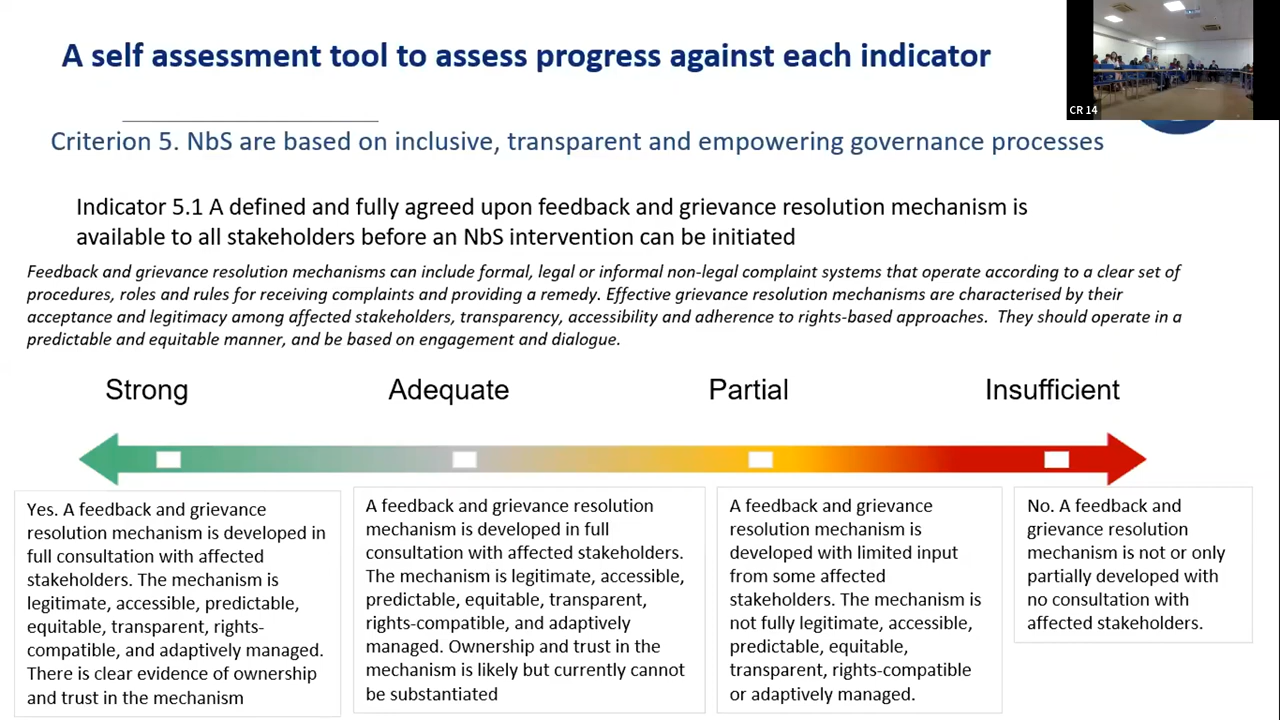 A self assessment tool to assess progress against each indicator
CR 14
Criterion 5. NbS are based on inclusive, transparent and empowering governance processes
Indicator 5.1 A defined and fully agreed upon feedback and grievance resolution mechanism is
available to all stakeholders before an NbS intervention can be initiated
Feedback and grievance resolution mechanisms can include formal, legal or informal non-legal complaint systems that operate according to a clear set of
procedures, roles and rules for receiving complaints and providing a remedy. Effective grievance resolution mechanisms are characterised by their
acceptance and legitimacy among affected stakeholders, transparency, accessibility and adherence to rights-based approaches.  They should operate in a
predictable and equitable manner, and be based on engagement and dialogue.
Strong
Adequate
Partial
Insufficient
Yes. A feedback and grievance
resolution mechanism is developed in
full consultation with affected
stakeholders. The mechanism is
legitimate, accessible, predictable,
equitable, transparent, rights-
compatible, and adaptively managed.
There is clear evidence of ownership
and trust in the mechanism
A feedback and grievance resolution
mechanism is developed in full
consultation with affected stakeholders.
The mechanism is legitimate, accessible,
predictable, equitable, transparent,
rights-compatible, and adaptively
managed. Ownership and trust in the
mechanism is likely but currently cannot
be substantiated
A feedback and grievance
resolution mechanism is
developed with limited input
from some affected
stakeholders. The mechanism is
not fully legitimate, accessible,
predictable, equitable,
transparent, rights-compatible
or adaptively managed.
No. A feedback and
grievance resolution
mechanism is not or only
partially developed with
no consultation with
affected stakeholders.